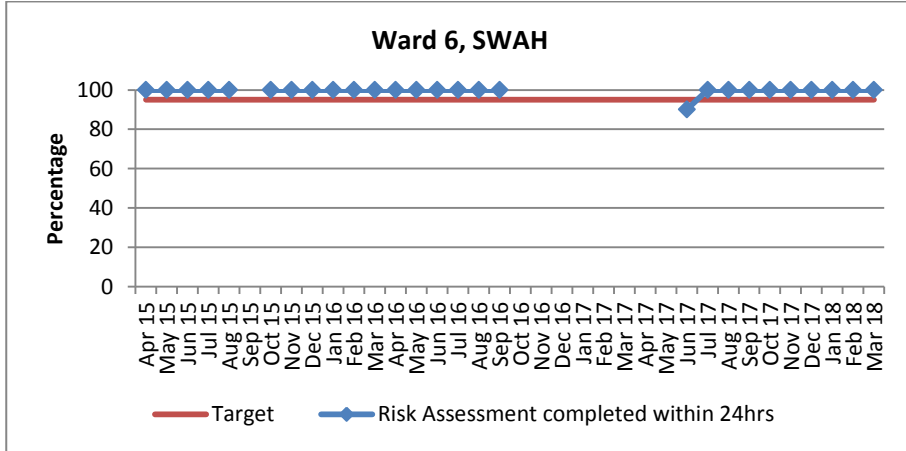 Ward 6, SWAH
Percentage
100
80
60
40
20
0
Apr 15
May 15
Jun 15
Jul 15
Aug 15
Sep 15
Oct 15
Nov 15
Dec 15
Jan 16
Feb 16
Mar 16
Apr 16
May 16
Jun 16
Jul 16
Aug 16
Sep 16
Oct 16
Nov 16
Dec 16
Jan 17
Feb 17
Mar 17
Apr 17
May 17
Jun 17
Jul 17
Aug 17
Sep 17
Oct 17
Nov 17
Dec 17
Jan 18
Feb 18
Mar 18
Target
Risk Assessment completed within 24hrs